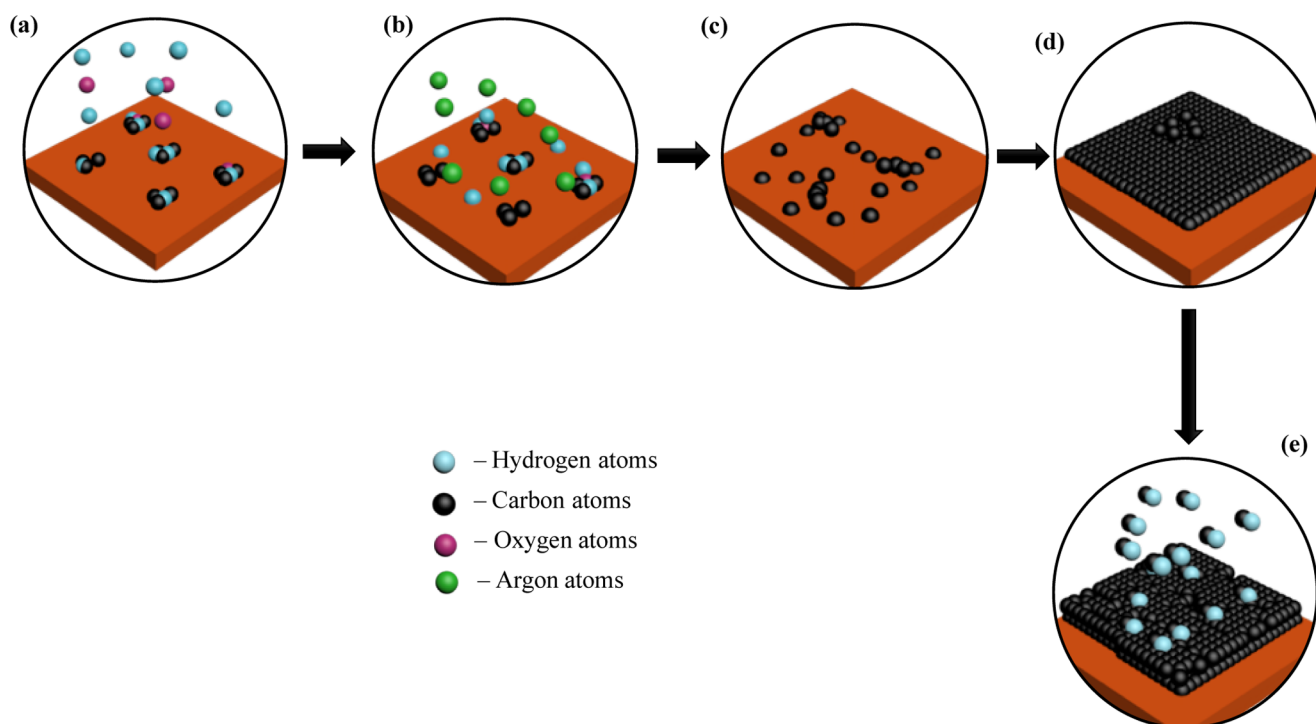 (a)
(b)
(c)
(d)
(e)
– Hydrogen atoms
– Carbon atoms
– Oxygen atoms
– Argon atoms